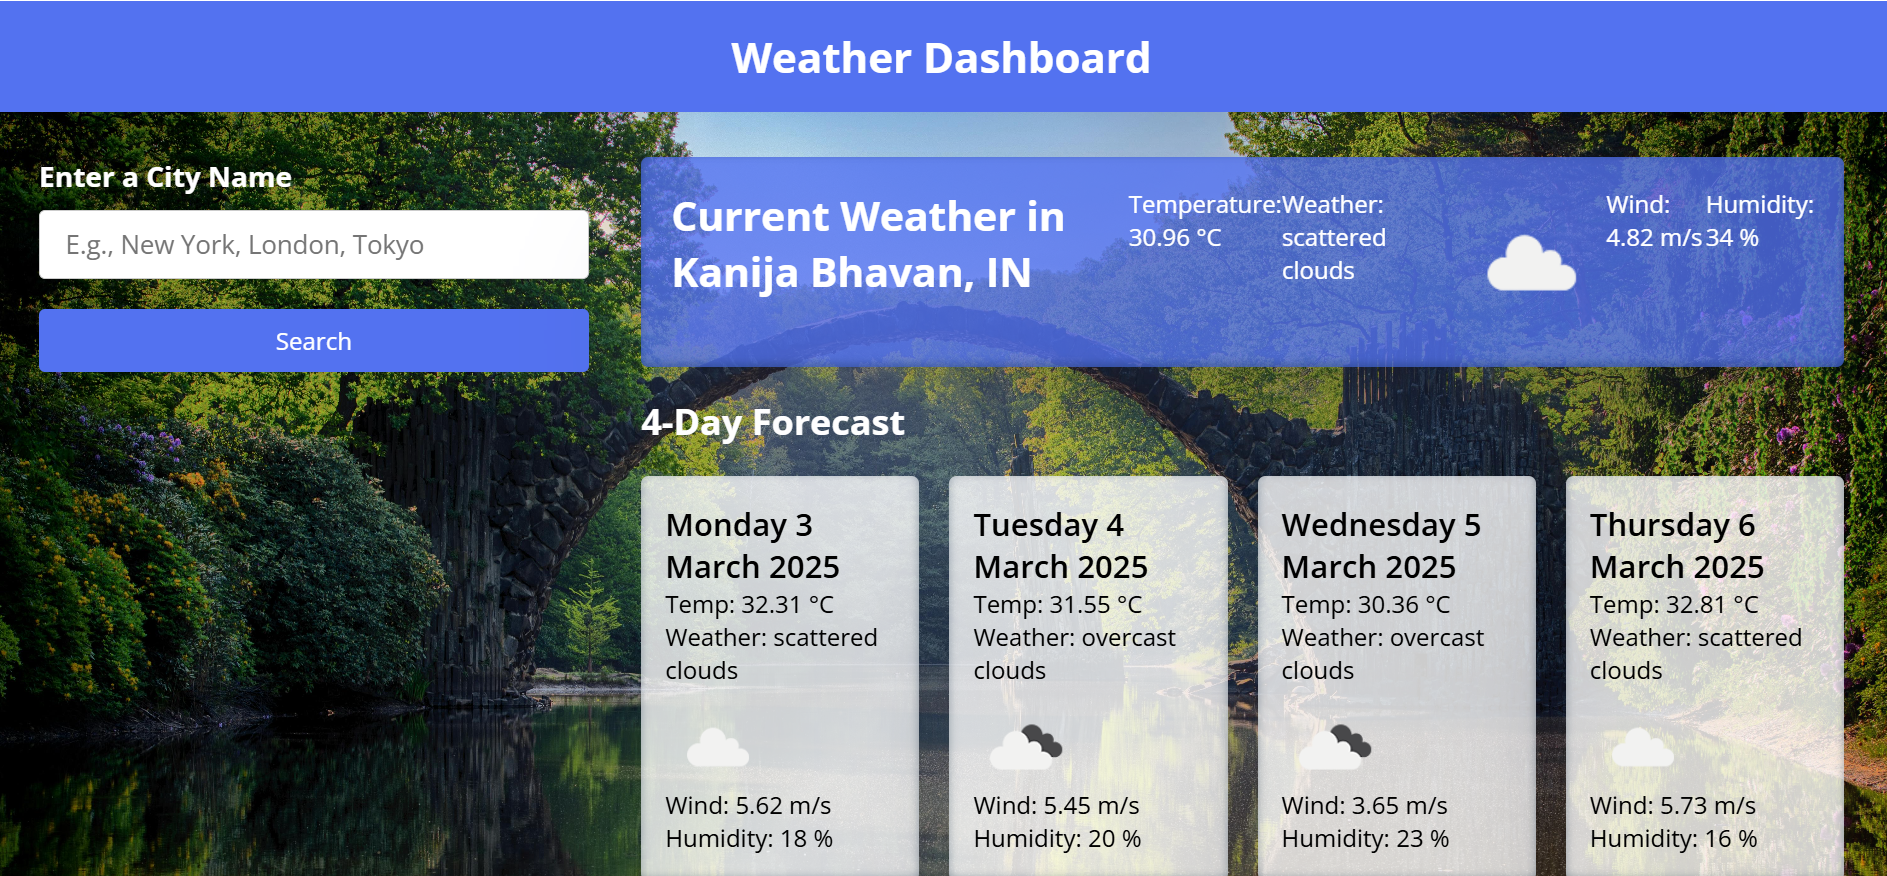 Weather Dashboard
Enter a City Name
E.g., New York, London, Tokyo
Search
Current Weather in
Kanija Bhavan, IN
Temperature:
30.96 °C
Weather:
scattered
clouds
Wind:
4.82 m/s
Humidity:
34 %
4-Day Forecast
Monday 3
March 2025
Temp: 32.31 °C
Weather: scattered
clouds
Wind: 5.62 m/s
Humidity: 18 %
Tuesday 4
March 2025
Temp: 31.55 °C
Weather: overcast
clouds
Wind: 5.45 m/s
Humidity: 20 %
Wednesday 5
March 2025
Temp: 30.36 °C
Weather: overcast
clouds
Wind: 3.65 m/s
Humidity: 23 %
Thursday 6
March 2025
Temp: 32.81 °C
Weather: scattered
clouds
Wind: 5.73 m/s
Humidity: 16 %